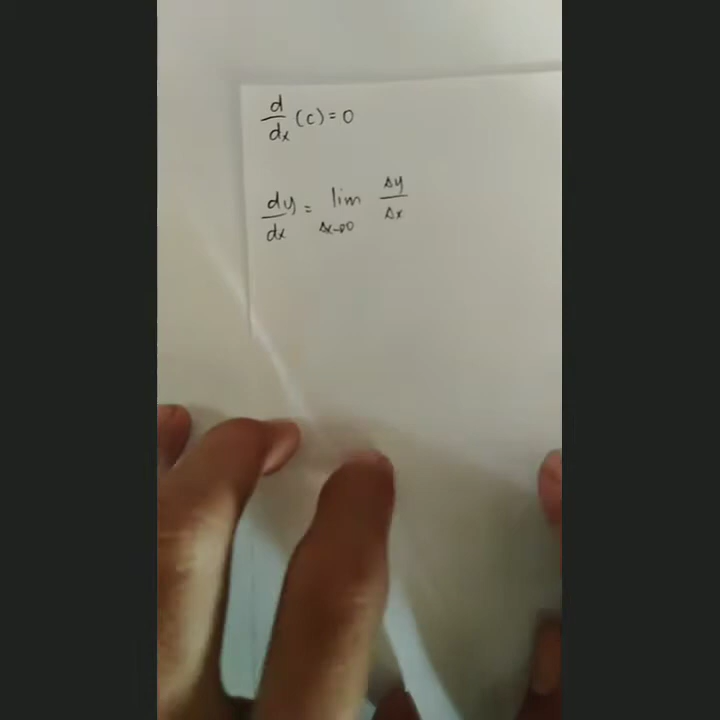 d/dx (c) = 0
dy/dx = lim Δx→0 Δy/Δx